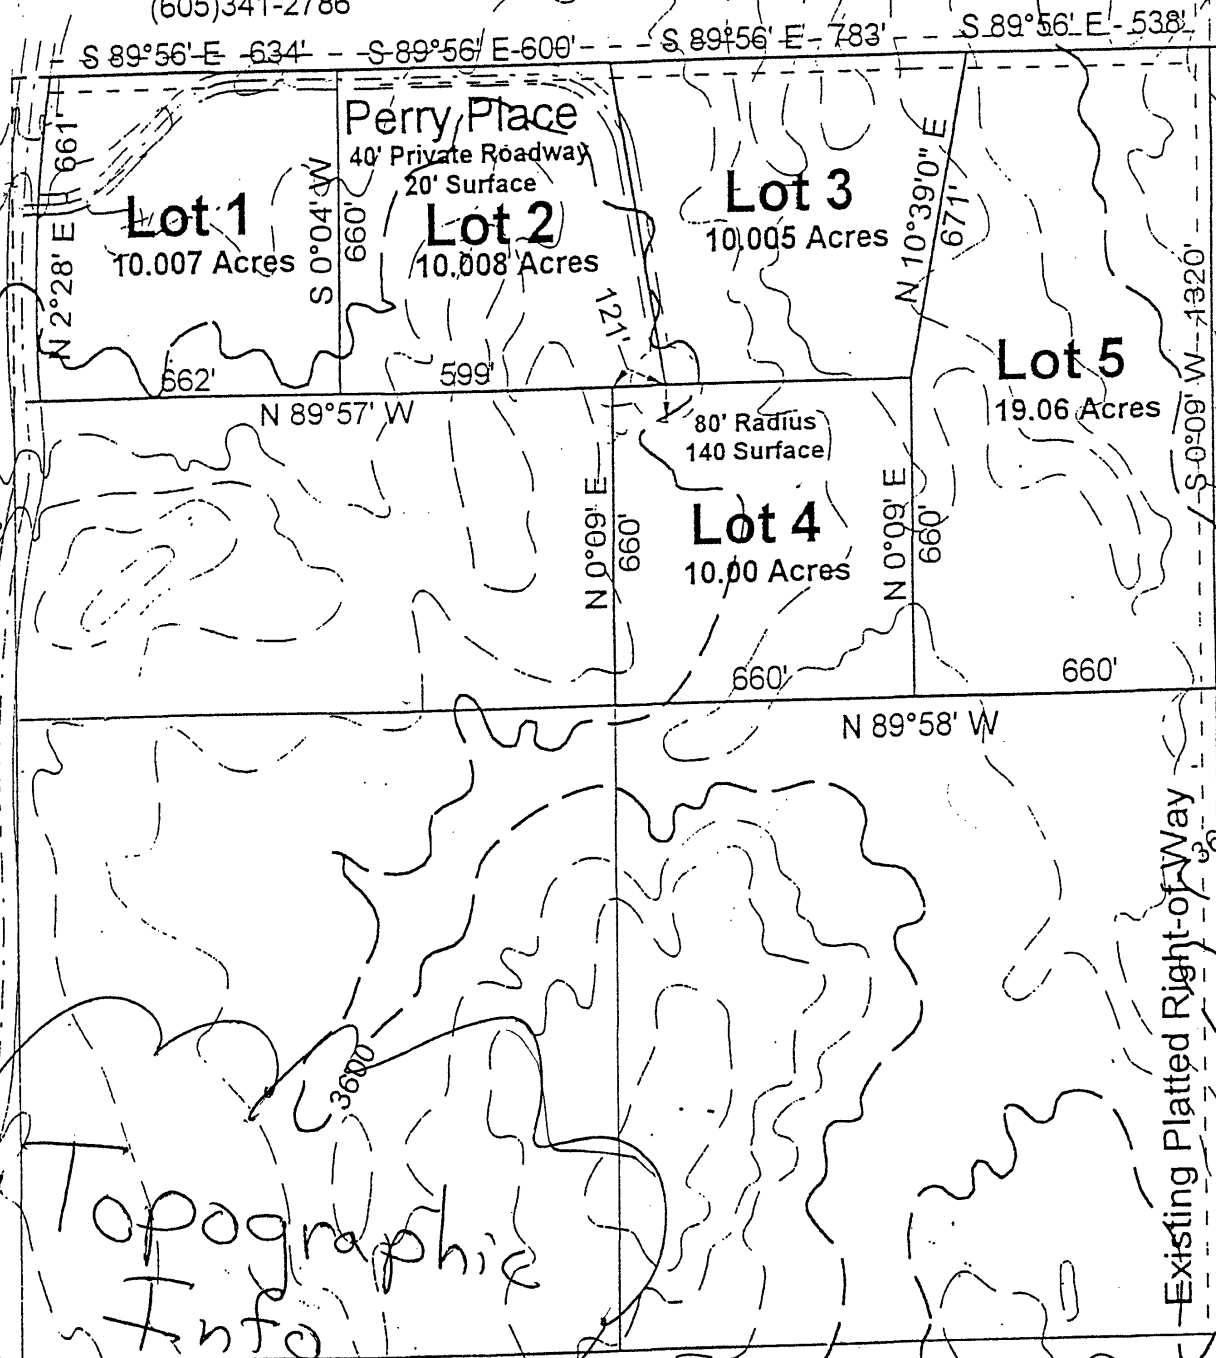 (605)341-2786
S 89°56' E 634'
S 89°56' E 600'
S 89°56' E 783'
S 89°56' E 538'
Perry Place
40' Private Roadway
20' Surface
Lot 1
10.007 Acres
N 2°28' E 661'
S 0°04' W
660'
Lot 2
10.008 Acres
Lot 3
10.005 Acres
N 10°39'0" E
671'
121'
662'
599'
N 89°57' W
Lot 5
19.06 Acres
S 0°09' W 1320'
80' Radius
140 Surface
Lot 4
10.00 Acres
N 0°09' E
660'
N 0°09' E
660'
660'
660'
N 89°58' W
Existing Platted Right-of-Way
3600
Topographic
Info